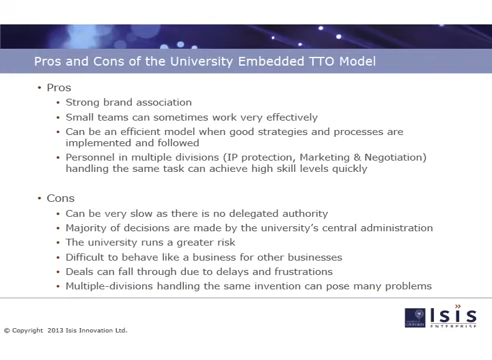 Pros and Cons of the University Embedded TTO Model
• Pros
• Strong brand association
• Small teams can sometimes work very effectively
• Can be an efficient model when good strategies and processes are
implemented and followed
• Personnel in multiple divisions (IP protection, Marketing & Negotiation)
handling the same task can achieve high skill levels quickly
• Cons
• Can be very slow as there is no delegated authority
• Majority of decisions are made by the university's central administration
• The university runs a greater risk
• Difficult to behave like a business for other businesses
• Deals can fall through due to delays and frustrations
• Multiple-divisions handling the same invention can pose many problems
Isis
ENTERPRISE
© Copyright 2013 Isis Innovation Ltd.